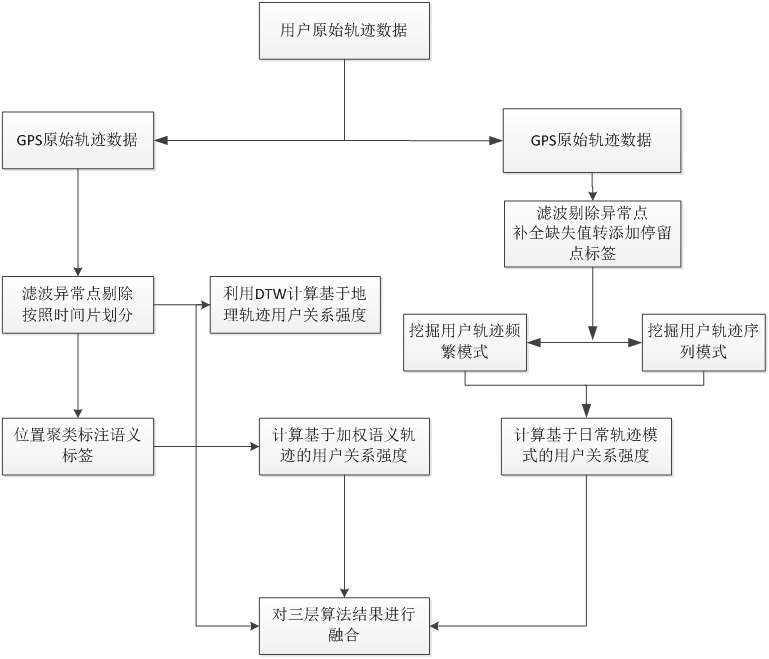 用户原始轨迹数据
GPS原始轨迹数据
GPS原始轨迹数据
滤波剔除异常点
补全缺失值转添加停留
点标签
滤波异常点剔除
按照时间片划分
利用DTW计算基于地
理轨迹用户关系强度
挖掘用户轨迹频
繁模式
挖掘用户轨迹序
列模式
位置聚类标注语义
标签
计算基于加权语义轨
迹的用户关系强度
计算基于日常轨迹模
式的用户关系强度
对三层算法结果进行
融合